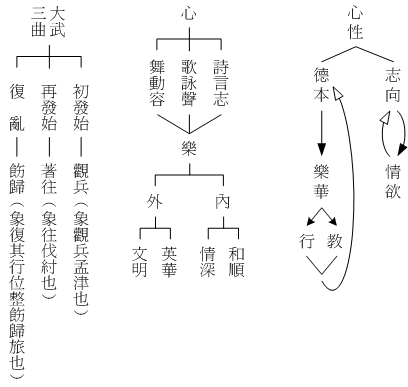 心性
志向
情欲
德本
樂華
教
行
心
詩言志
歌詠聲
舞動容
樂
內
和順
情深
外
英華
文明
大武
三曲
初發始
觀兵（象觀兵孟津也）
再發始
著往（象往伐紂也）
復亂
飭歸（象復其行位整飭歸旅也）